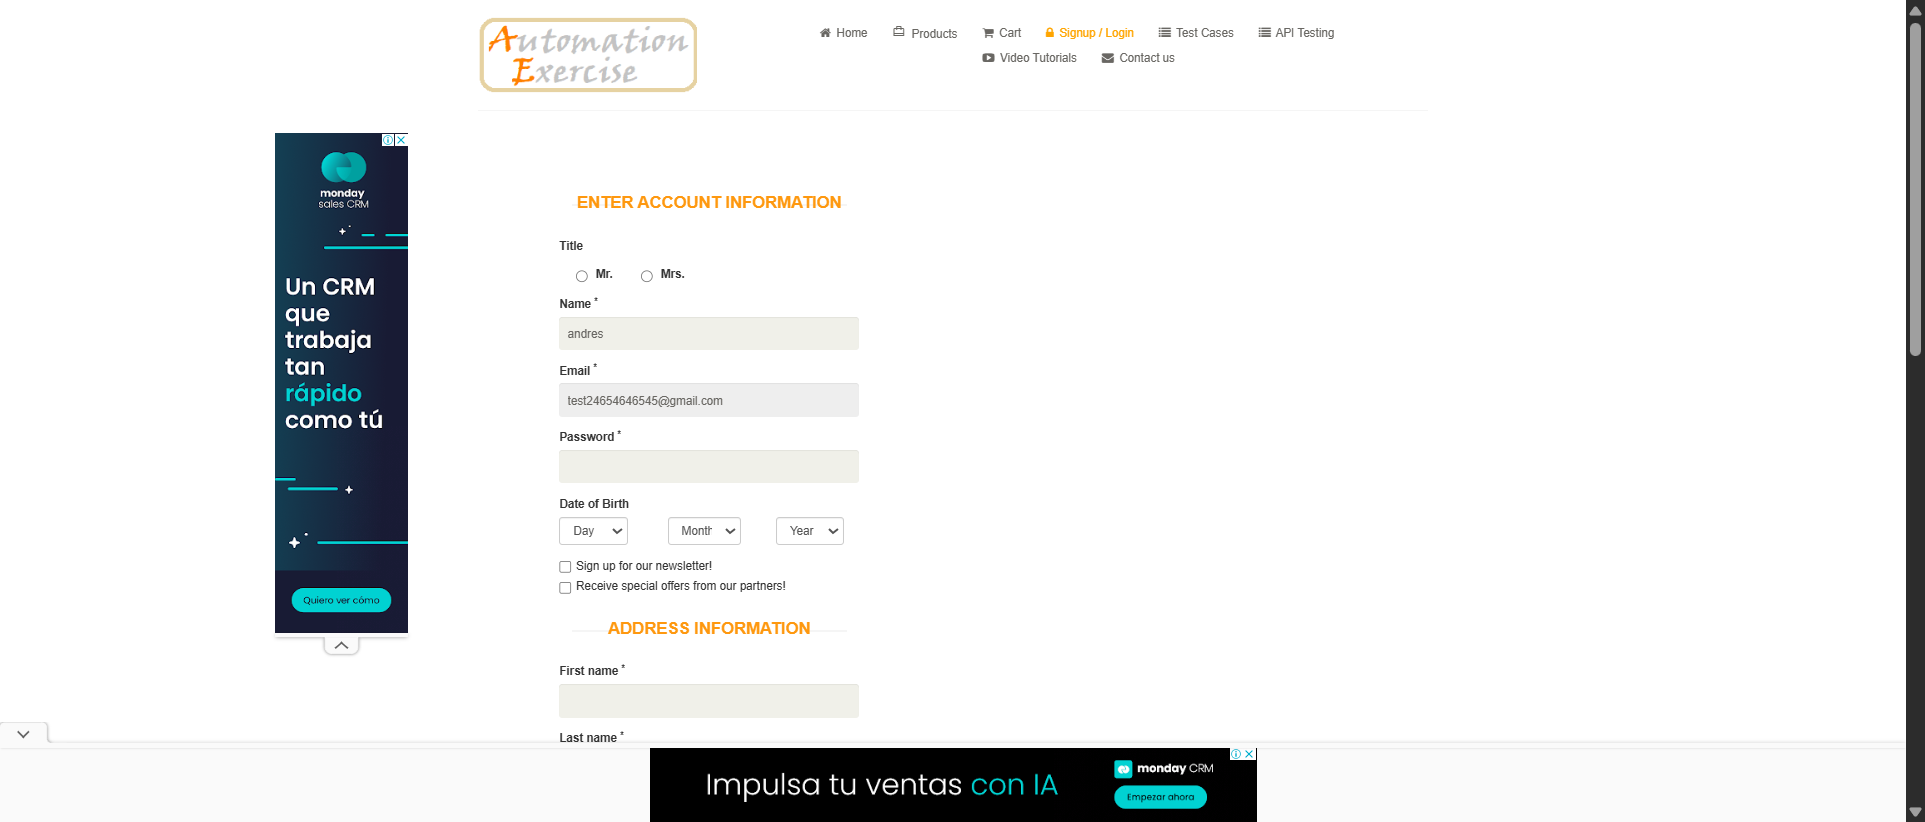 Automation
Exercise
Home
Products
Cart
Signup / Login
Test Cases
API Testing
Video Tutorials
Contact us
monday
sales CRM
Un CRM
que
trabaja
tan
rápido
como tú
Quiero ver cómo
ENTER ACCOUNT INFORMATION
Title
Mr.
Mrs.
Name *
andres
Email *
test24654646545@gmail.com
Password *
Date of Birth
Day
Month
Year
Sign up for our newsletter!
Receive special offers from our partners!
ADDRESS INFORMATION
First name *
Last name *
Impulsa tu ventas con IA
monday CRM
Empezar ahora